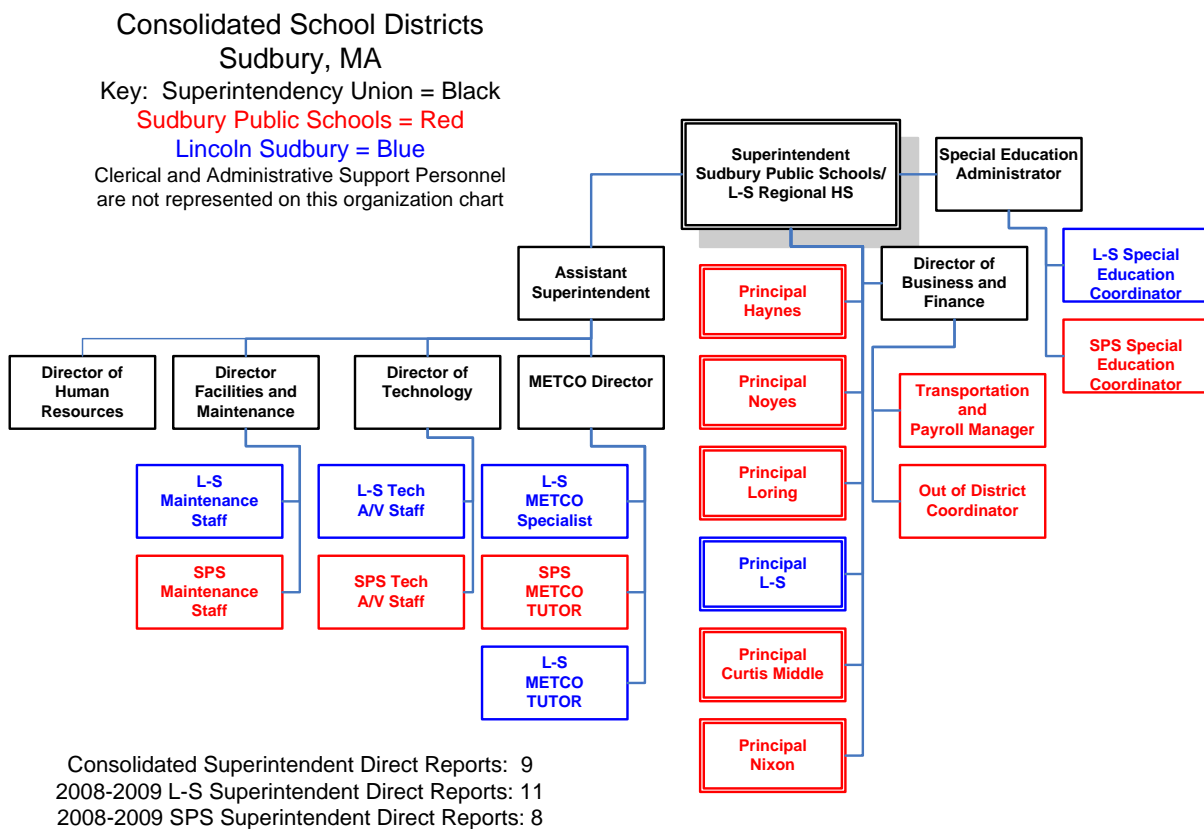 Consolidated School Districts
Sudbury, MA
Key:  Superintendency Union = Black
Sudbury Public Schools = Red
Lincoln Sudbury = Blue
Clerical and Administrative Support Personnel
are not represented on this organization chart
Superintendent
Sudbury Public Schools/
L-S Regional HS
Special Education
Administrator
Assistant
Superintendent
Director of
Business and
Finance
L-S Special
Education
Coordinator
SPS Special
Education
Coordinator
Director of
Human
Resources
Director
Facilities and
Maintenance
Director of
Technology
METCO Director
Principal
Haynes
Principal
Noyes
Principal
Loring
Principal
L-S
Principal
Curtis Middle
Principal
Nixon
Transportation
and
Payroll Manager
Out of District
Coordinator
L-S
Maintenance
Staff
L-S Tech
A/V Staff
L-S
METCO
Specialist
SPS
Maintenance
Staff
SPS Tech
A/V Staff
SPS
METCO
TUTOR
L-S
METCO
TUTOR
Consolidated Superintendent Direct Reports:  9
2008-2009 L-S Superintendent Direct Reports: 11
2008-2009 SPS Superintendent Direct Reports: 8